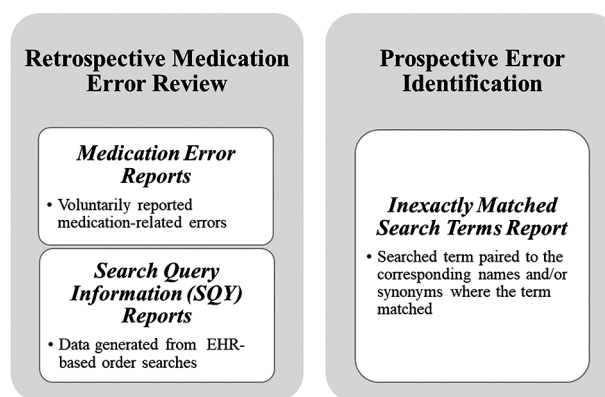 Retrospective Medication
Error Review
Medication Error
Reports
• Voluntarily reported
medication-related errors
Search Query
Information (SQY)
Reports
• Data generated from EHR-
based order searches
Prospective Error
Identification
Inexactly Matched
Search Terms Report
• Searched term paired to the
corresponding names and/or
synonyms where the term
matched